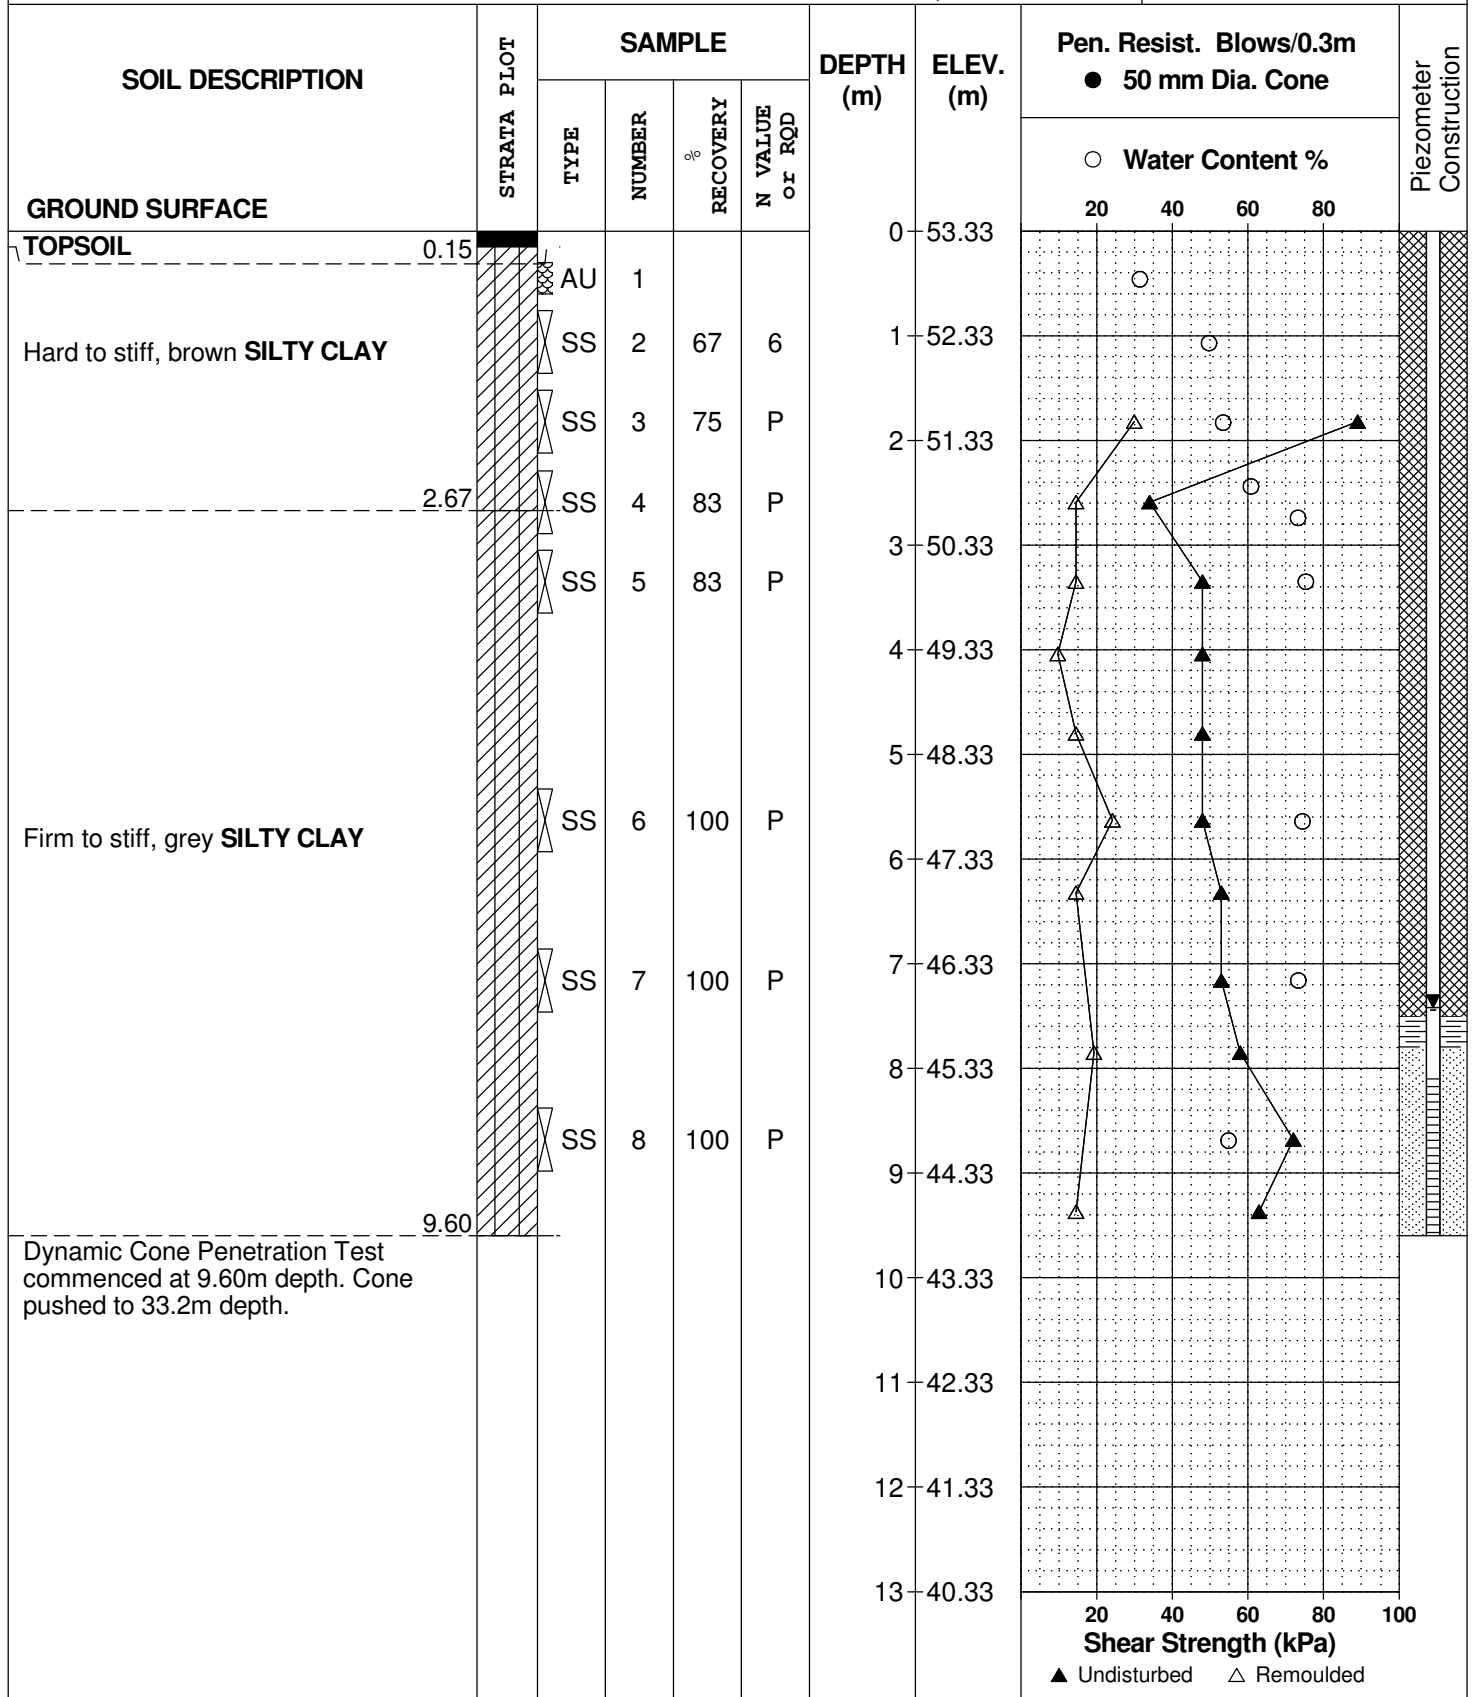 SOIL DESCRIPTION
GROUND SURFACE
STRATA PLOT
SAMPLE
TYPE
NUMBER
%
RECOVERY
N VALUE
or RQD
DEPTH
(m)
ELEV.
(m)
Pen. Resist. Blows/0.3m
● 50 mm Dia. Cone
○ Water Content %
20 40 60 80
Piezometer
Construction
0 53.33
TOPSOIL 0.15
AU 1
Hard to stiff, brown SILTY CLAY
SS 2 67 6
1 52.33
SS 3 75 P
2 51.33
2.67
SS 4 83 P
3 50.33
SS 5 83 P
4 49.33
5 48.33
Firm to stiff, grey SILTY CLAY
SS 6 100 P
6 47.33
7 46.33
SS 7 100 P
8 45.33
SS 8 100 P
9 44.33
9.60
Dynamic Cone Penetration Test
commenced at 9.60m depth. Cone
pushed to 33.2m depth.
10 43.33
11 42.33
12 41.33
13 40.33
20 40 60 80 100
Shear Strength (kPa)
▲ Undisturbed △ Remoulded